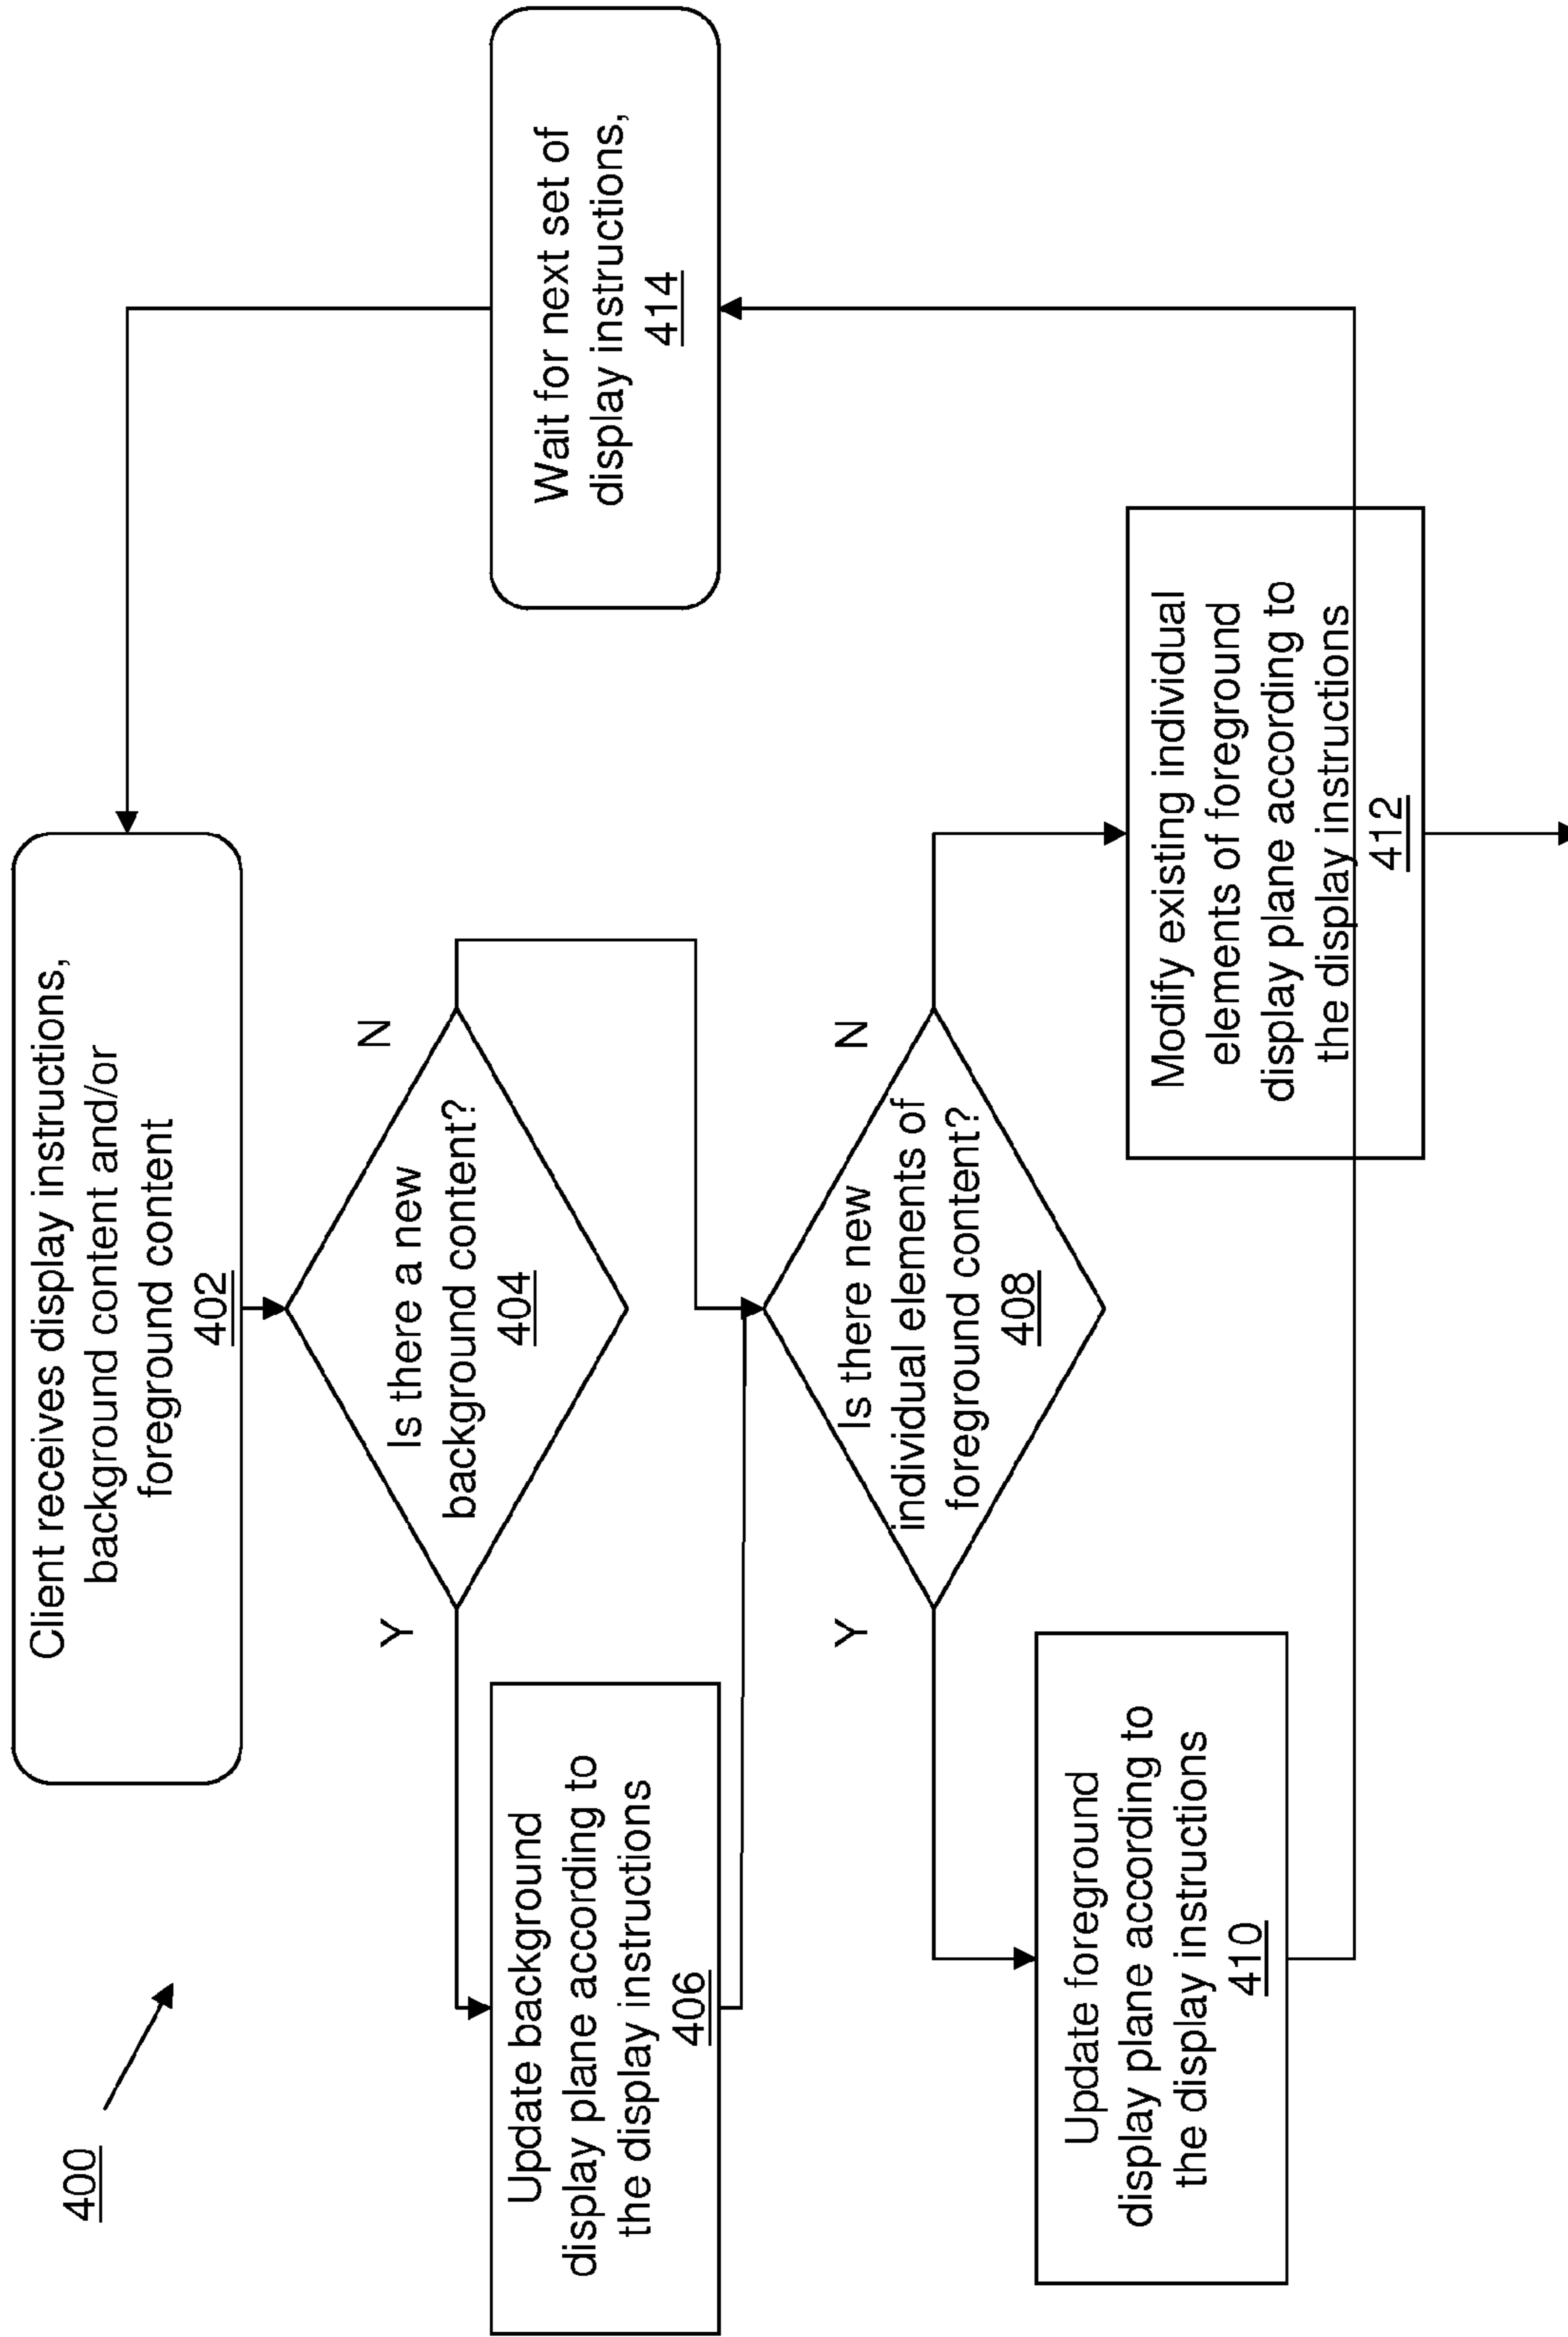 400
Client receives display instructions,
background content and/or
foreground content
402
Is there a new
background content?
404
Y
N
Update background
display plane according to
the display instructions
406
Is there new
individual elements of
foreground content?
408
Y
N
Update foreground
display plane according to
the display instructions
410
Modify existing individual
elements of foreground
display plane according to
the display instructions
412
Wait for next set of
display instructions,
414